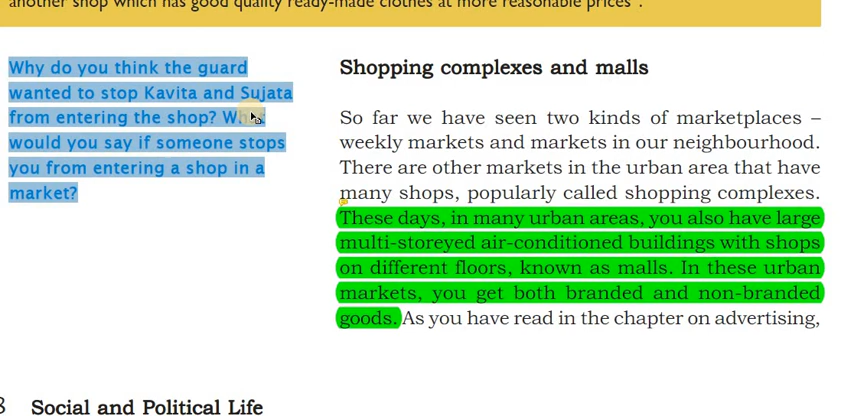 another shop which has good quality ready-made clothes at more reasonable prices".
Why do you think the guard
wanted to stop Kavita and Sujata
from entering the shop?
would you say if someone stops
you from entering a shop in a
market?
Shopping complexes and malls
So far we have seen two kinds of marketplaces –
weekly markets and markets in our neighbourhood.
There are other markets in the urban area that have
many shops, popularly called shopping complexes.
These days, in many urban areas, you also have large
multi-storeyed air-conditioned buildings with shops
on different floors, known as malls. In these urban
markets, you get both branded and non-branded
goods. As you have read in the chapter on advertising,
8 Social and Political Life